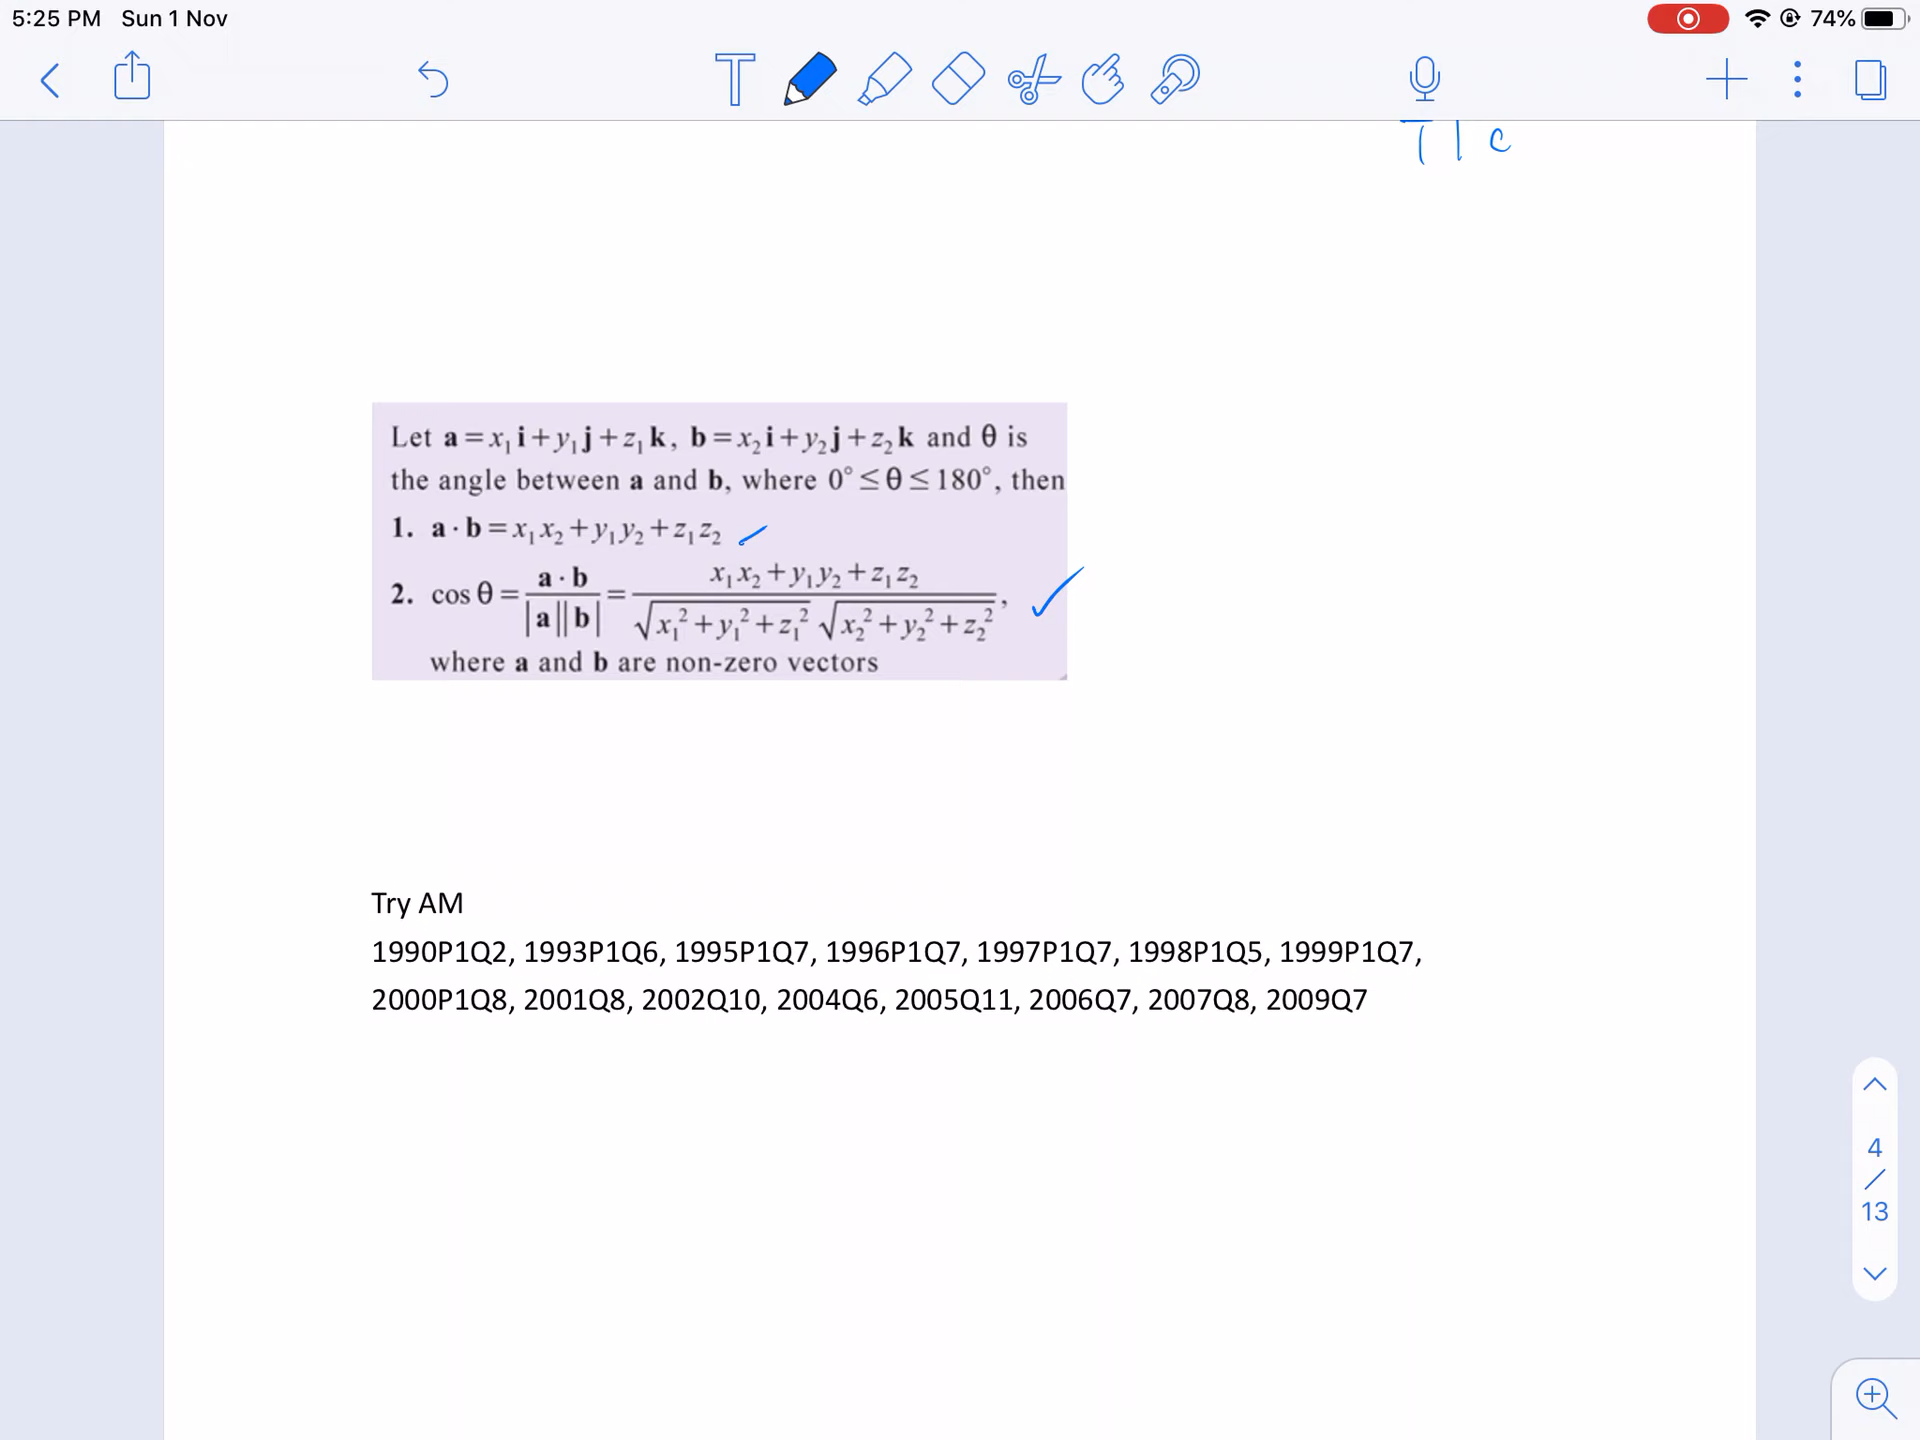 5:25 PM Sun 1 Nov
74%
T
T | c
Let a = x₁i + y₁j + z₁k, b = x₂i + y₂j + z₂k and θ is
the angle between a and b, where 0° ≤ θ ≤ 180°, then
1. a · b = x₁x₂ + y₁y₂ + z₁z₂
2. cos θ = (a · b)/(|a||b|) = (x₁x₂ + y₁y₂ + z₁z₂)/(√(x₁² + y₁² + z₁²) √(x₂² + y₂² + z₂²)),
where a and b are non-zero vectors
Try AM
1990P1Q2, 1993P1Q6, 1995P1Q7, 1996P1Q7, 1997P1Q7, 1998P1Q5, 1999P1Q7,
2000P1Q8, 2001Q8, 2002Q10, 2004Q6, 2005Q11, 2006Q7, 2007Q8, 2009Q7
4
/
13